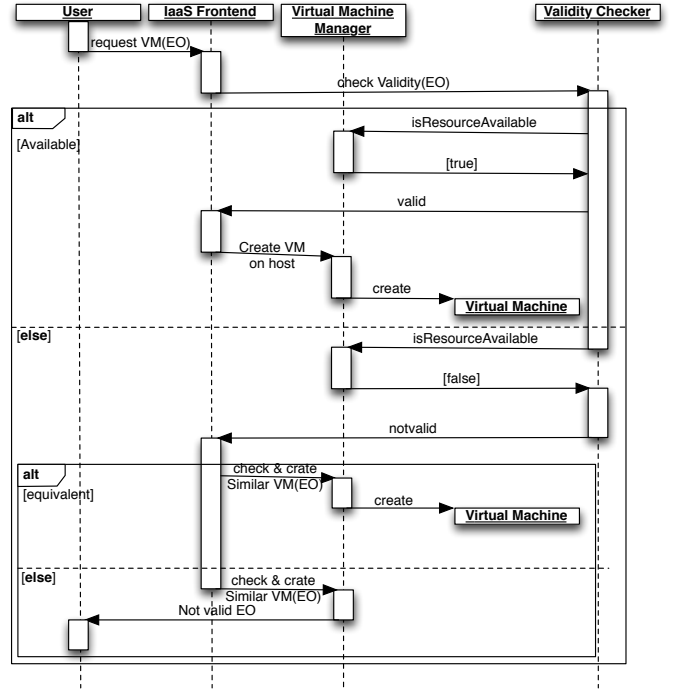 User
IaaS Frontend
Virtual Machine
Manager
Validity Checker
request VM(EO)
check Validity(EO)
alt
isResourceAvailable
[Available]
[true]
valid
Create VM
on host
create
Virtual Machine
[else]
isResourceAvailable
[false]
notvalid
alt
check & crate
Similar VM(EO)
[equivalent]
create
Virtual Machine
[else]
check & crate
Similar VM(EO)
Not valid EO